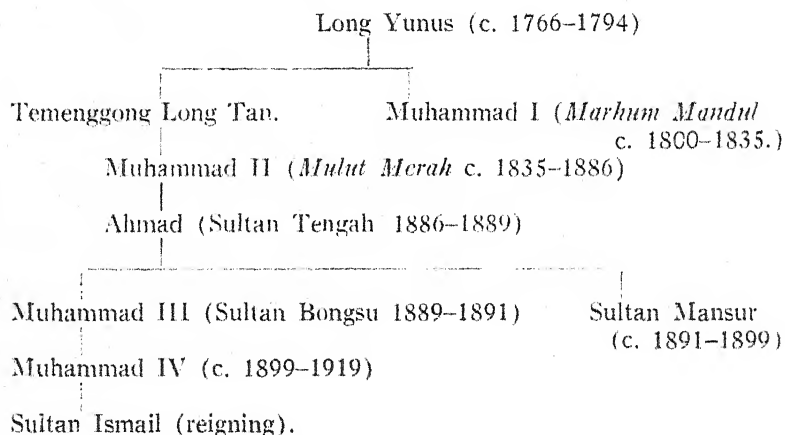 Long Yunus (c. 1766–1794)
Temenggong Long Tan. Muhammad I (Marhum Mandul
c. 1800–1835.)
Muhammad II (Mulut Merah c. 1835–1886)
Ahmad (Sultan Tengah 1886–1889)
Muhammad III (Sultan Bongsu 1889–1891) Sultan Mansur
(c. 1891–1899)
Muhammad IV (c. 1899–1919)
Sultan Ismail (reigning).